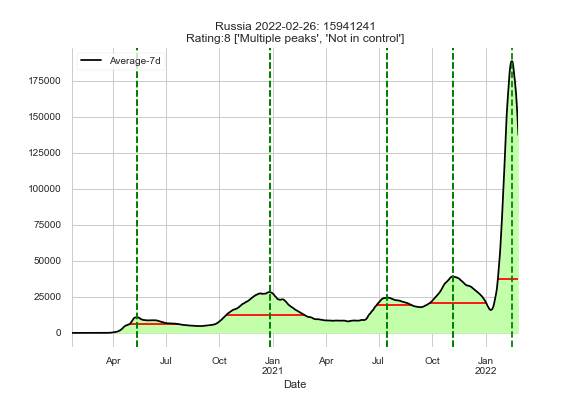 Russia 2022-02-26: 15941241
Rating:8 ['Multiple peaks', 'Not in control']
Average-7d
175000
150000
125000
100000
75000
50000
25000
0
Apr Jul Oct Jan Apr Jul Oct Jan
2021 2022
Date